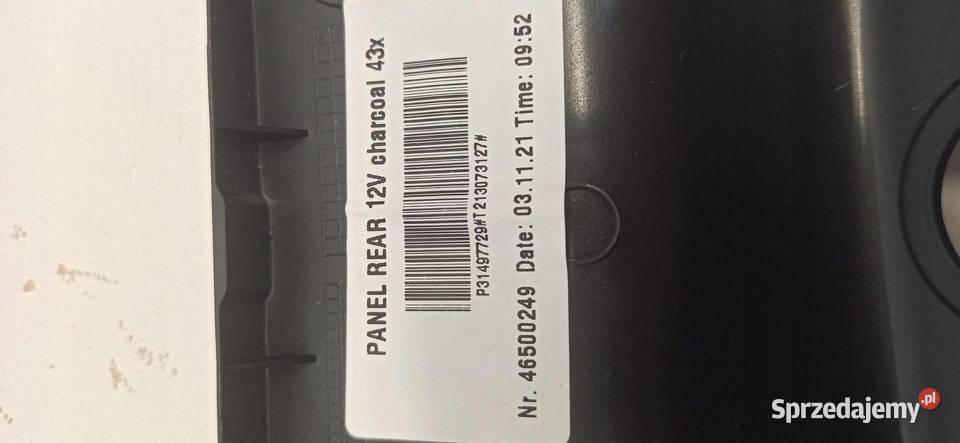 PANEL REAR 12V charcoal 43x
P31497729#T213073127#
Nr. 46500249 Date: 03.11.21 Time: 09:52
Sprzedajemy.pl